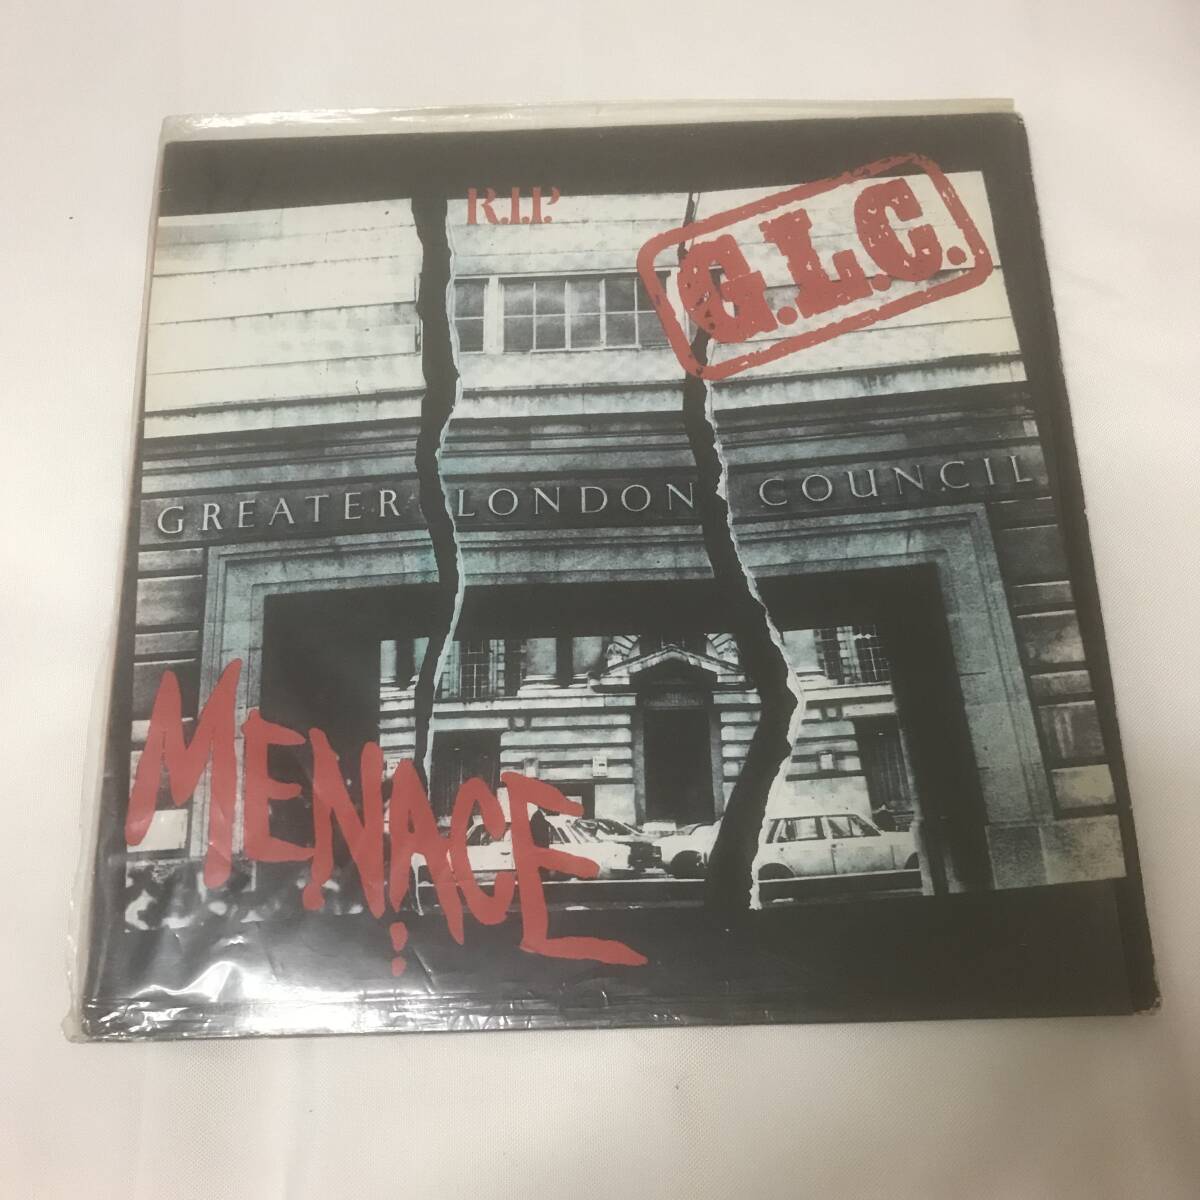 R.I.P.
G.L.C.
GREATER LONDON COUNCIL
MENACE